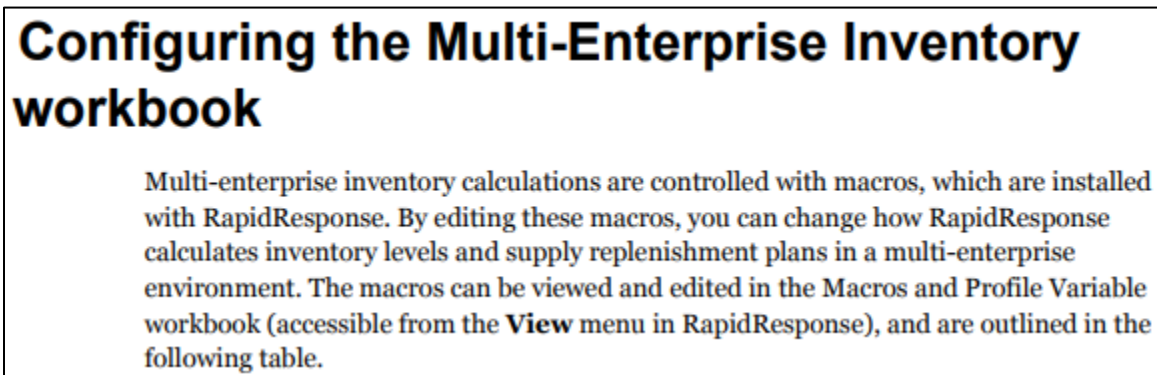 Configuring the Multi-Enterprise Inventory
workbook
Multi-enterprise inventory calculations are controlled with macros, which are installed
with RapidResponse. By editing these macros, you can change how RapidResponse
calculates inventory levels and supply replenishment plans in a multi-enterprise
environment. The macros can be viewed and edited in the Macros and Profile Variable
workbook (accessible from the View menu in RapidResponse), and are outlined in the
following table.